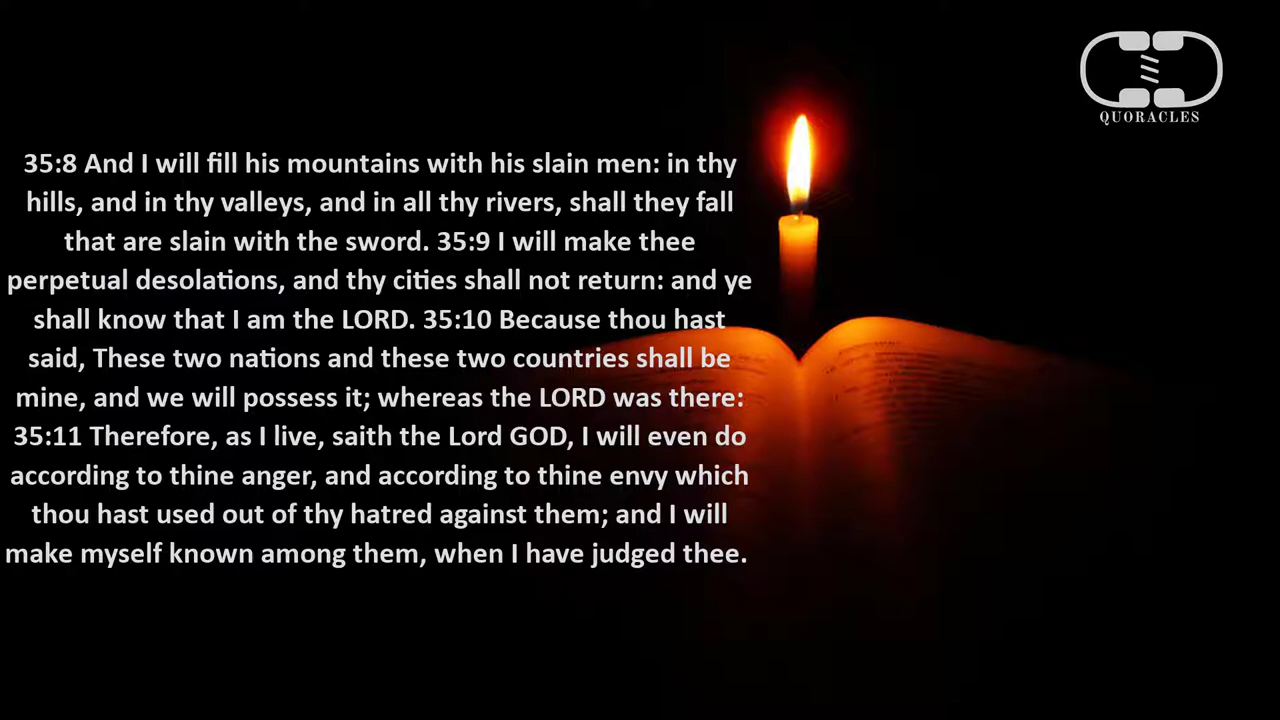 QUORACLES
35:8 And I will fill his mountains with his slain men: in thy
hills, and in thy valleys, and in all thy rivers, shall they fall
that are slain with the sword. 35:9 I will make thee
perpetual desolations, and thy cities shall not return: and ye
shall know that I am the LORD. 35:10 Because thou hast
said, These two nations and these two countries shall be
mine, and we will possess it; whereas the LORD was there:
35:11 Therefore, as I live, saith the Lord GOD, I will even do
according to thine anger, and according to thine envy which
thou hast used out of thy hatred against them; and I will
make myself known among them, when I have judged thee.